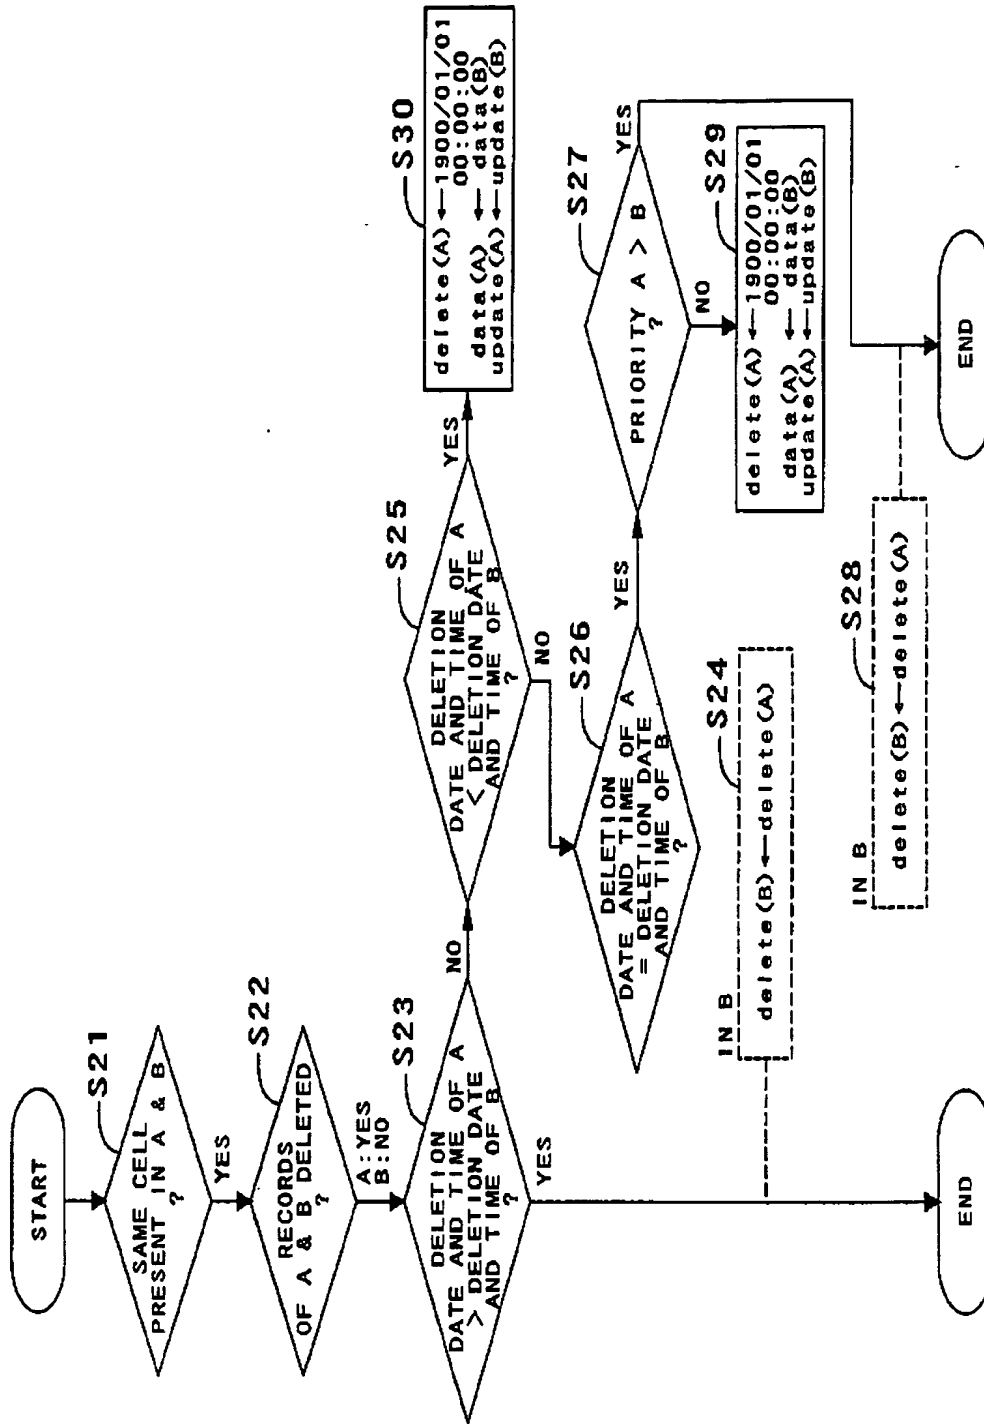 START
S21
SAME CELL
PRESENT IN A & B
?
YES
S22
RECORDS
OF A & B DELETED
?
A:YES
B:NO
S23
DELETION
DATE AND TIME OF A
> DELETION DATE
AND TIME OF B
?
NO
YES
IN B
S24
delete(B)←delete(A)
END
S25
DELETION
DATE AND TIME OF A
< DELETION DATE
AND TIME OF B
?
YES
NO
S30
delete(A)←1900/01/01
00:00:00
data(A)←data(B)
update(A)←update(B)
S26
DELETION
DATE AND TIME OF A
= DELETION DATE
AND TIME OF B
?
YES
S27
PRIORITY A > B
?
YES
NO
S29
delete(A)←1900/01/01
00:00:00
data(A)←data(B)
update(A)←update(B)
IN B
S28
delete(B)←delete(A)
END